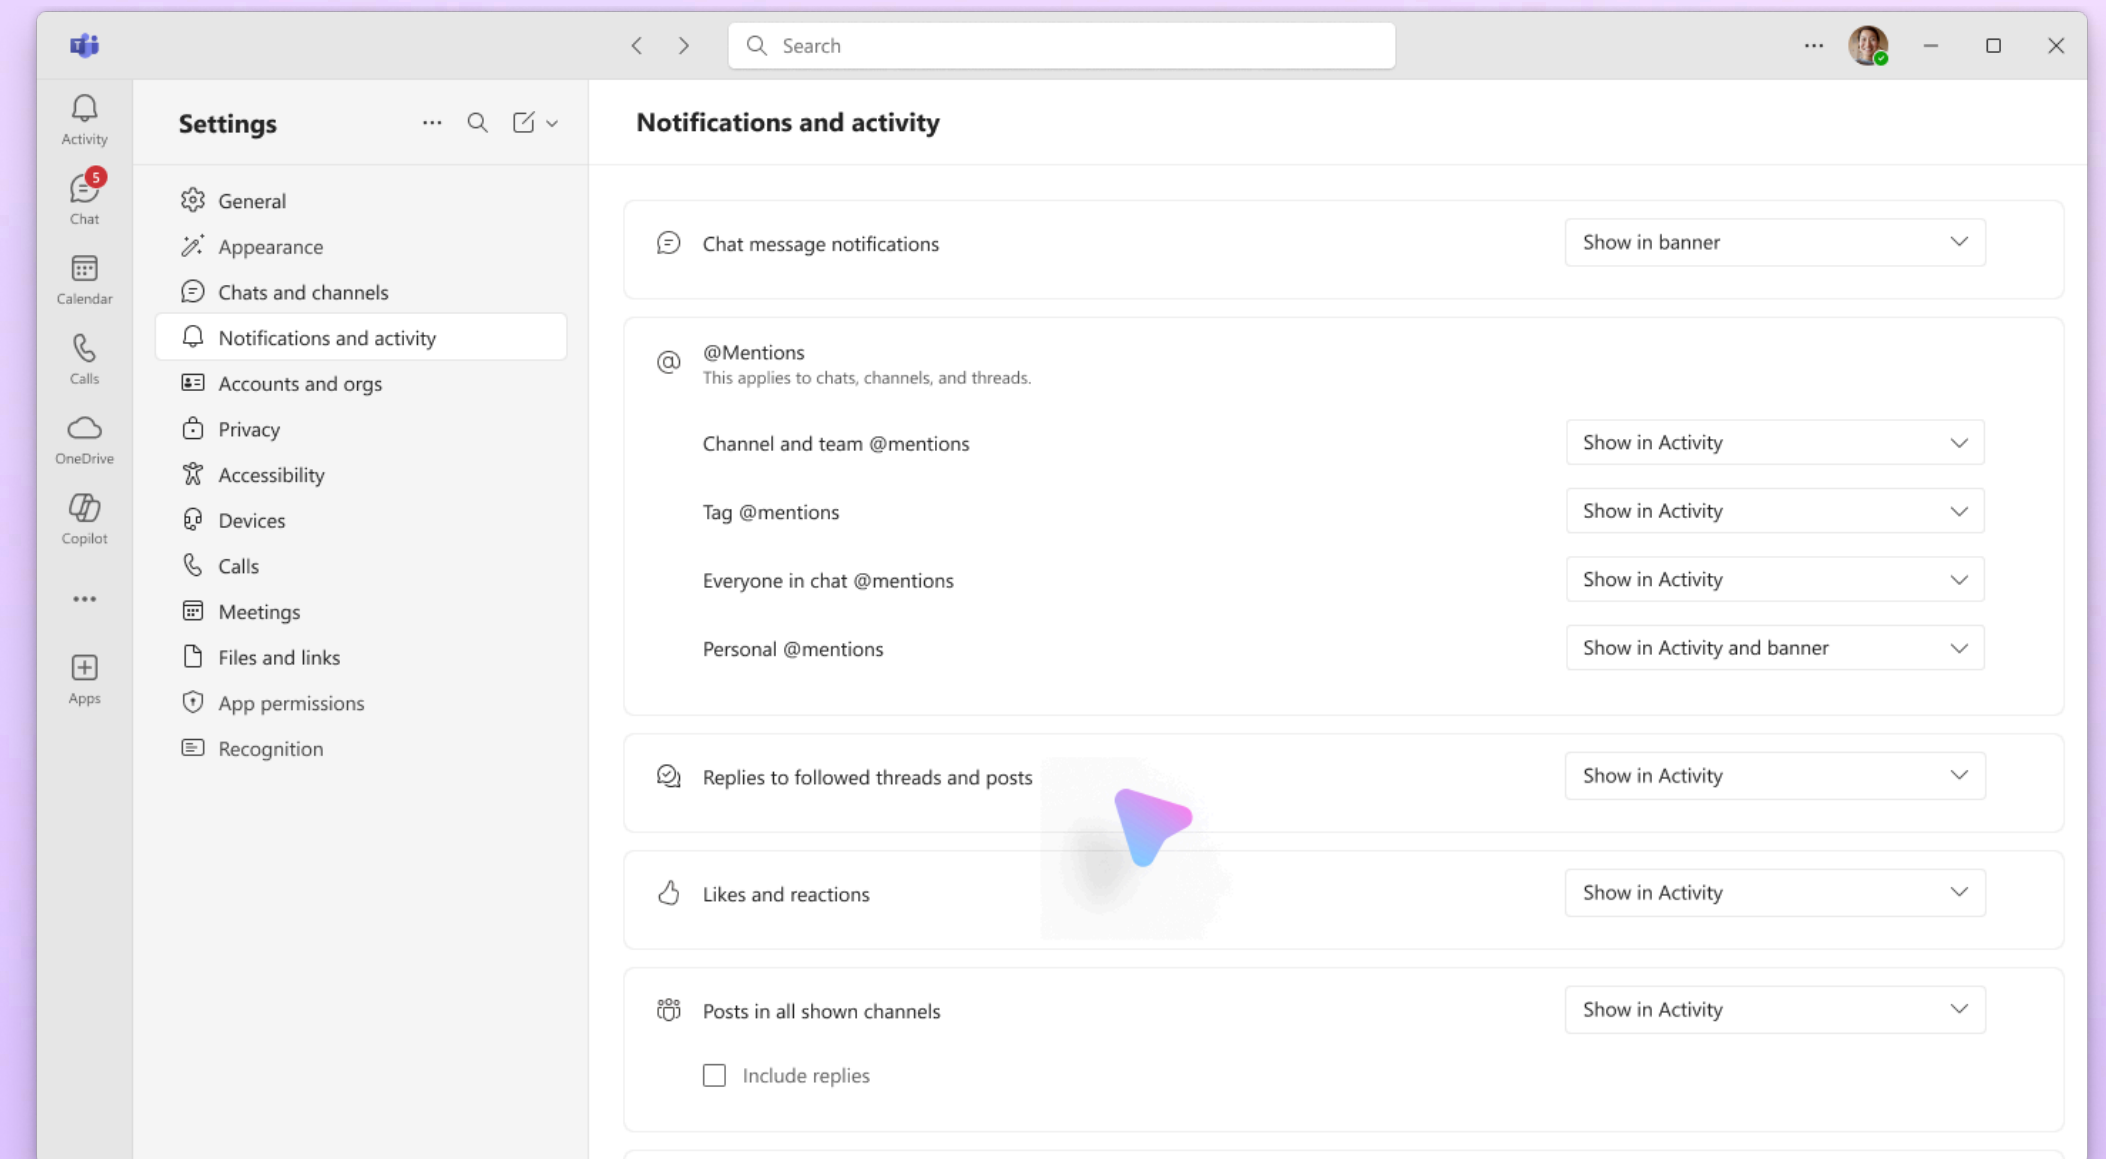 Search
Activity
5
Chat
Calendar
Calls
OneDrive
Copilot
Apps
Settings
General
Appearance
Chats and channels
Notifications and activity
Accounts and orgs
Privacy
Accessibility
Devices
Calls
Meetings
Files and links
App permissions
Recognition
Notifications and activity
Chat message notifications
Show in banner
@Mentions
This applies to chats, channels, and threads.
Channel and team @mentions
Show in Activity
Tag @mentions
Show in Activity
Everyone in chat @mentions
Show in Activity
Personal @mentions
Show in Activity and banner
Replies to followed threads and posts
Show in Activity
Likes and reactions
Show in Activity
Posts in all shown channels
Show in Activity
Include replies